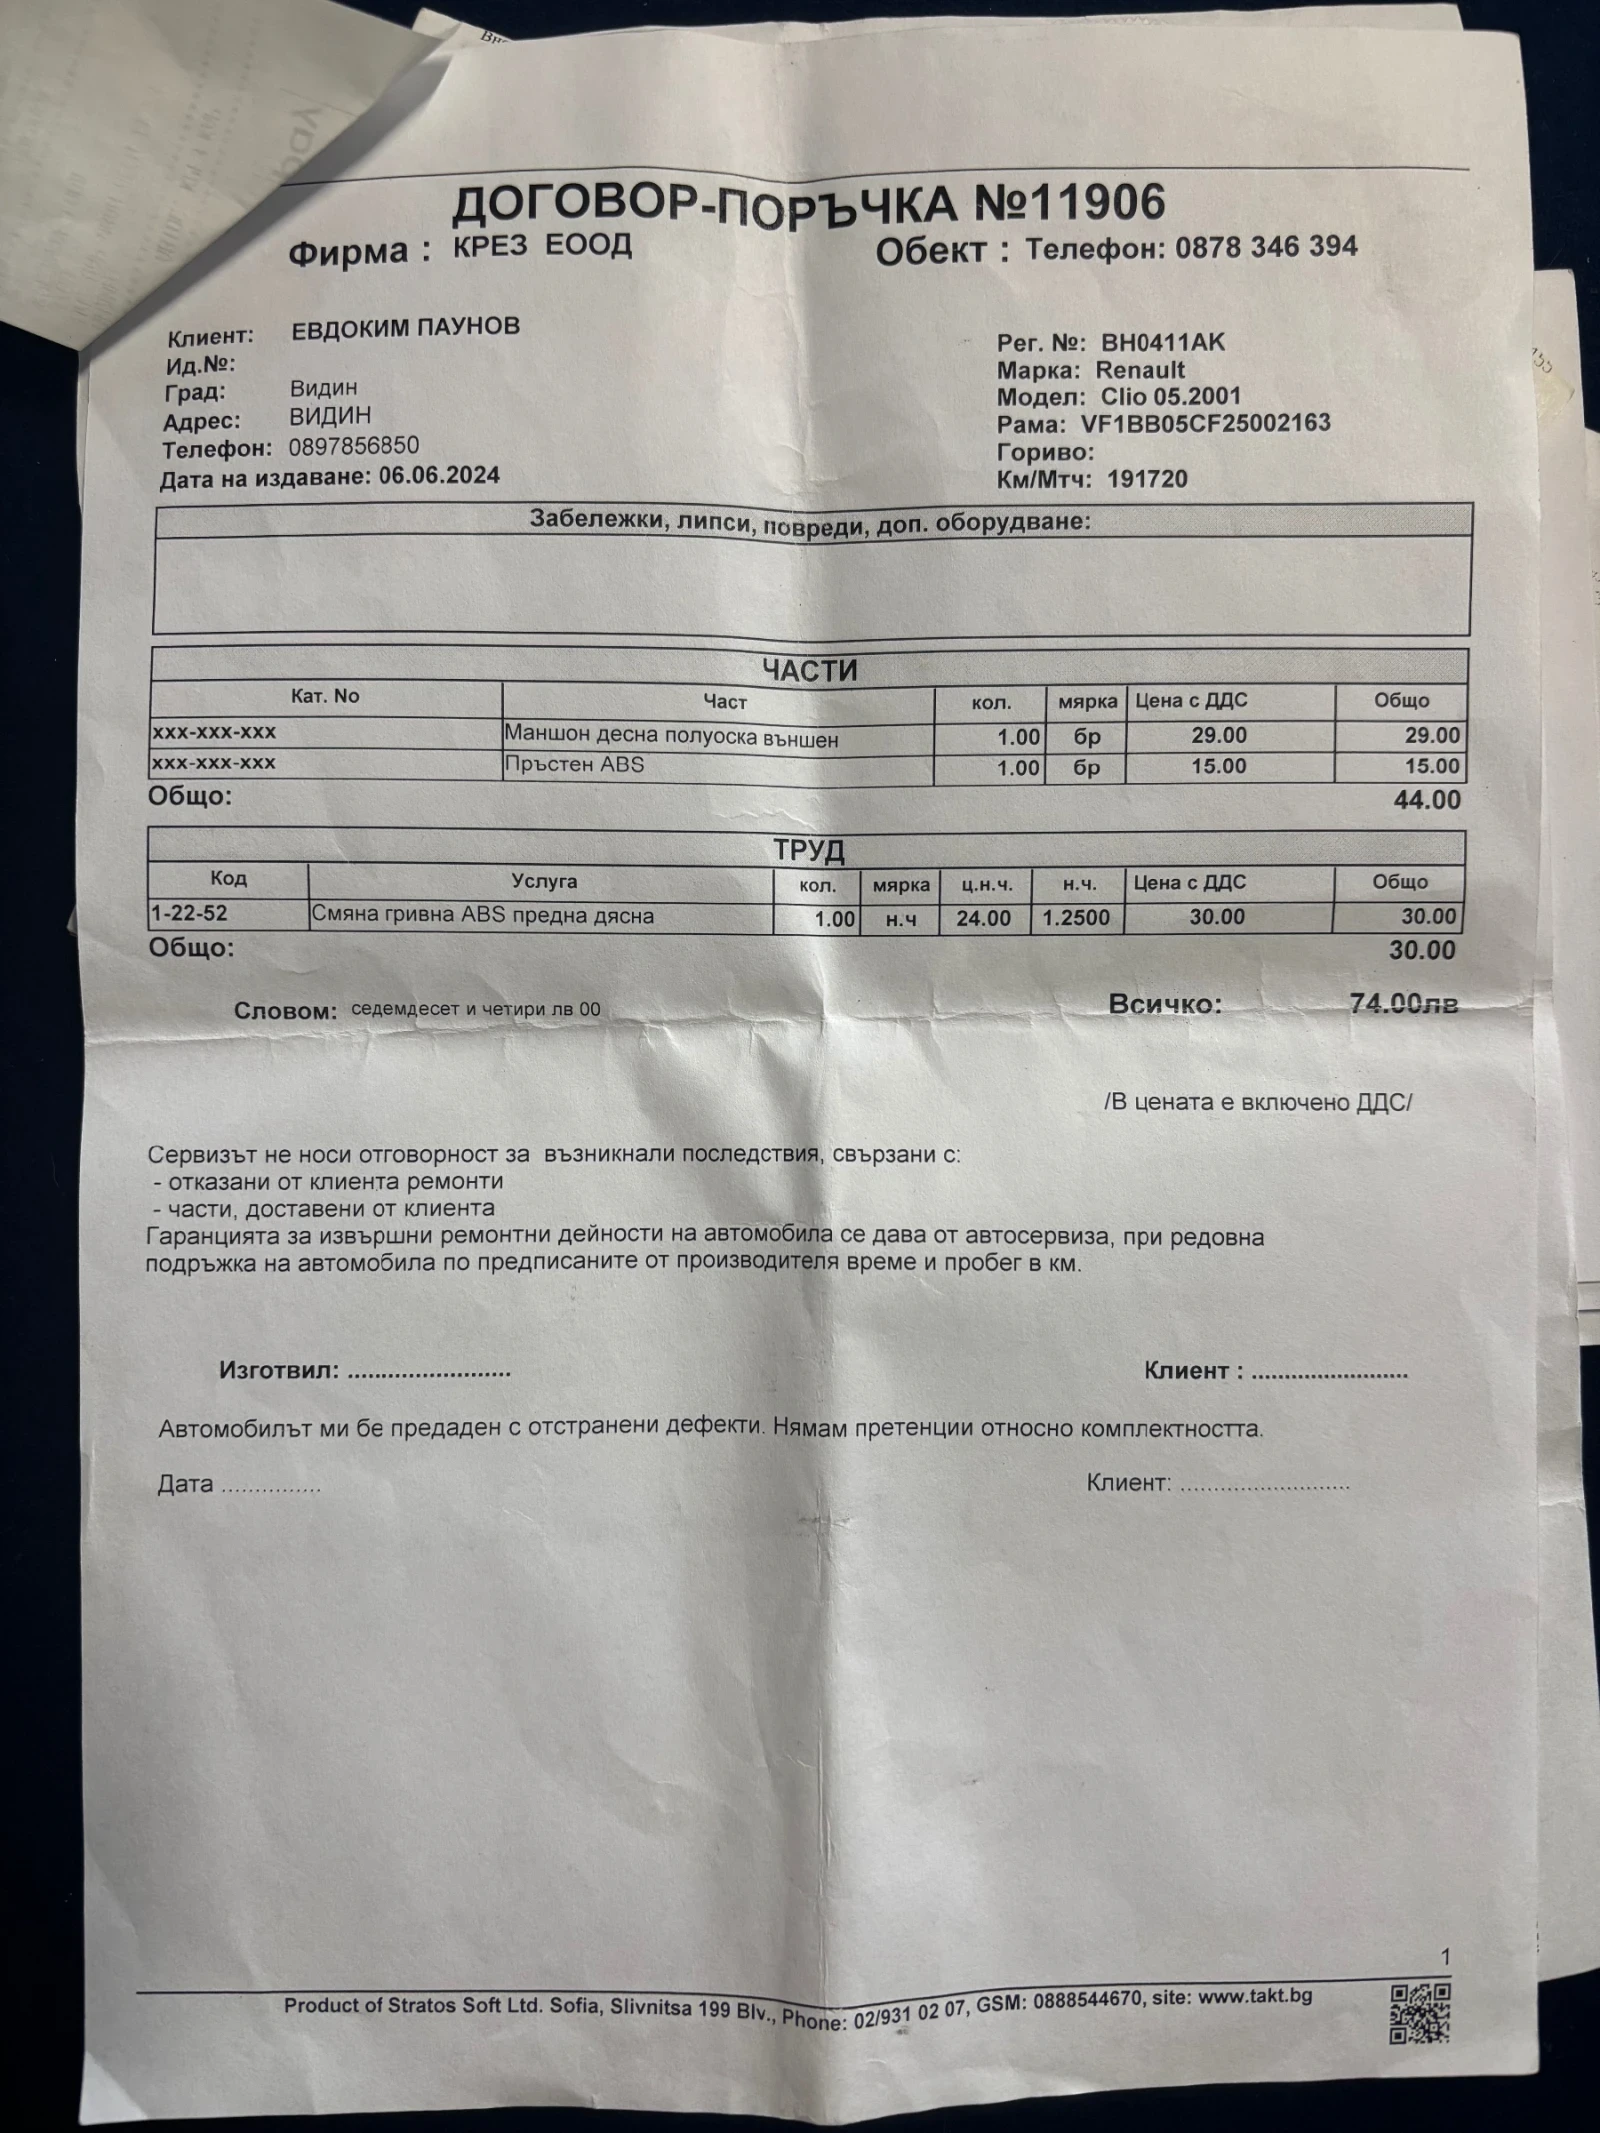 ДОГОВОР-ПОРЪЧКА №11906
Фирма : КРЕЗ ЕООД Обект : Телефон: 0878 346 394
Клиент: ЕВДОКИМ ПАУНОВ
Ид.№:
Град: Видин
Адрес: ВИДИН
Телефон: 0897856850
Дата на издаване: 06.06.2024
Рег. №: ВН0411АК
Марка: Renault
Модел: Clio 05.2001
Рама: VF1BB05CF25002163
Гориво:
Км/Мтч: 191720
Забележки, липси, повреди, доп. оборудване:
ЧАСТИ
Кат. No Част кол. мярка Цена с ДДС Общо
xxx-xxx-xxx Маншон десна полуоска външен 1.00 бр 29.00 29.00
xxx-xxx-xxx Пръстен ABS 1.00 бр 15.00 15.00
Общо: 44.00
ТРУД
Код Услуга кол. мярка ц.н.ч. н.ч. Цена с ДДС Общо
1-22-52 Смяна гривна ABS предна дясна 1.00 н.ч 24.00 1.2500 30.00 30.00
Общо: 30.00
Словом: седемдесет и четири лв 00 Всичко: 74.00лв
/В цената е включено ДДС/
Сервизът не носи отговорност за възникнали последствия, свързани с:
- отказани от клиента ремонти
- части, доставени от клиента
Гаранцията за извършни ремонтни дейности на автомобила се дава от автосервиза, при редовна
подръжка на автомобила по предписаните от производителя време и пробег в км.
Изготвил: ........................ Клиент : ........................
Автомобилът ми бе предаден с отстранени дефекти. Нямам претенции относно комплектността.
Дата ............... Клиент: ..........................
1
Product of Stratos Soft Ltd. Sofia, Slivnitsa 199 Blv., Phone: 02/931 02 07, GSM: 0888544670, site: www.takt.bg